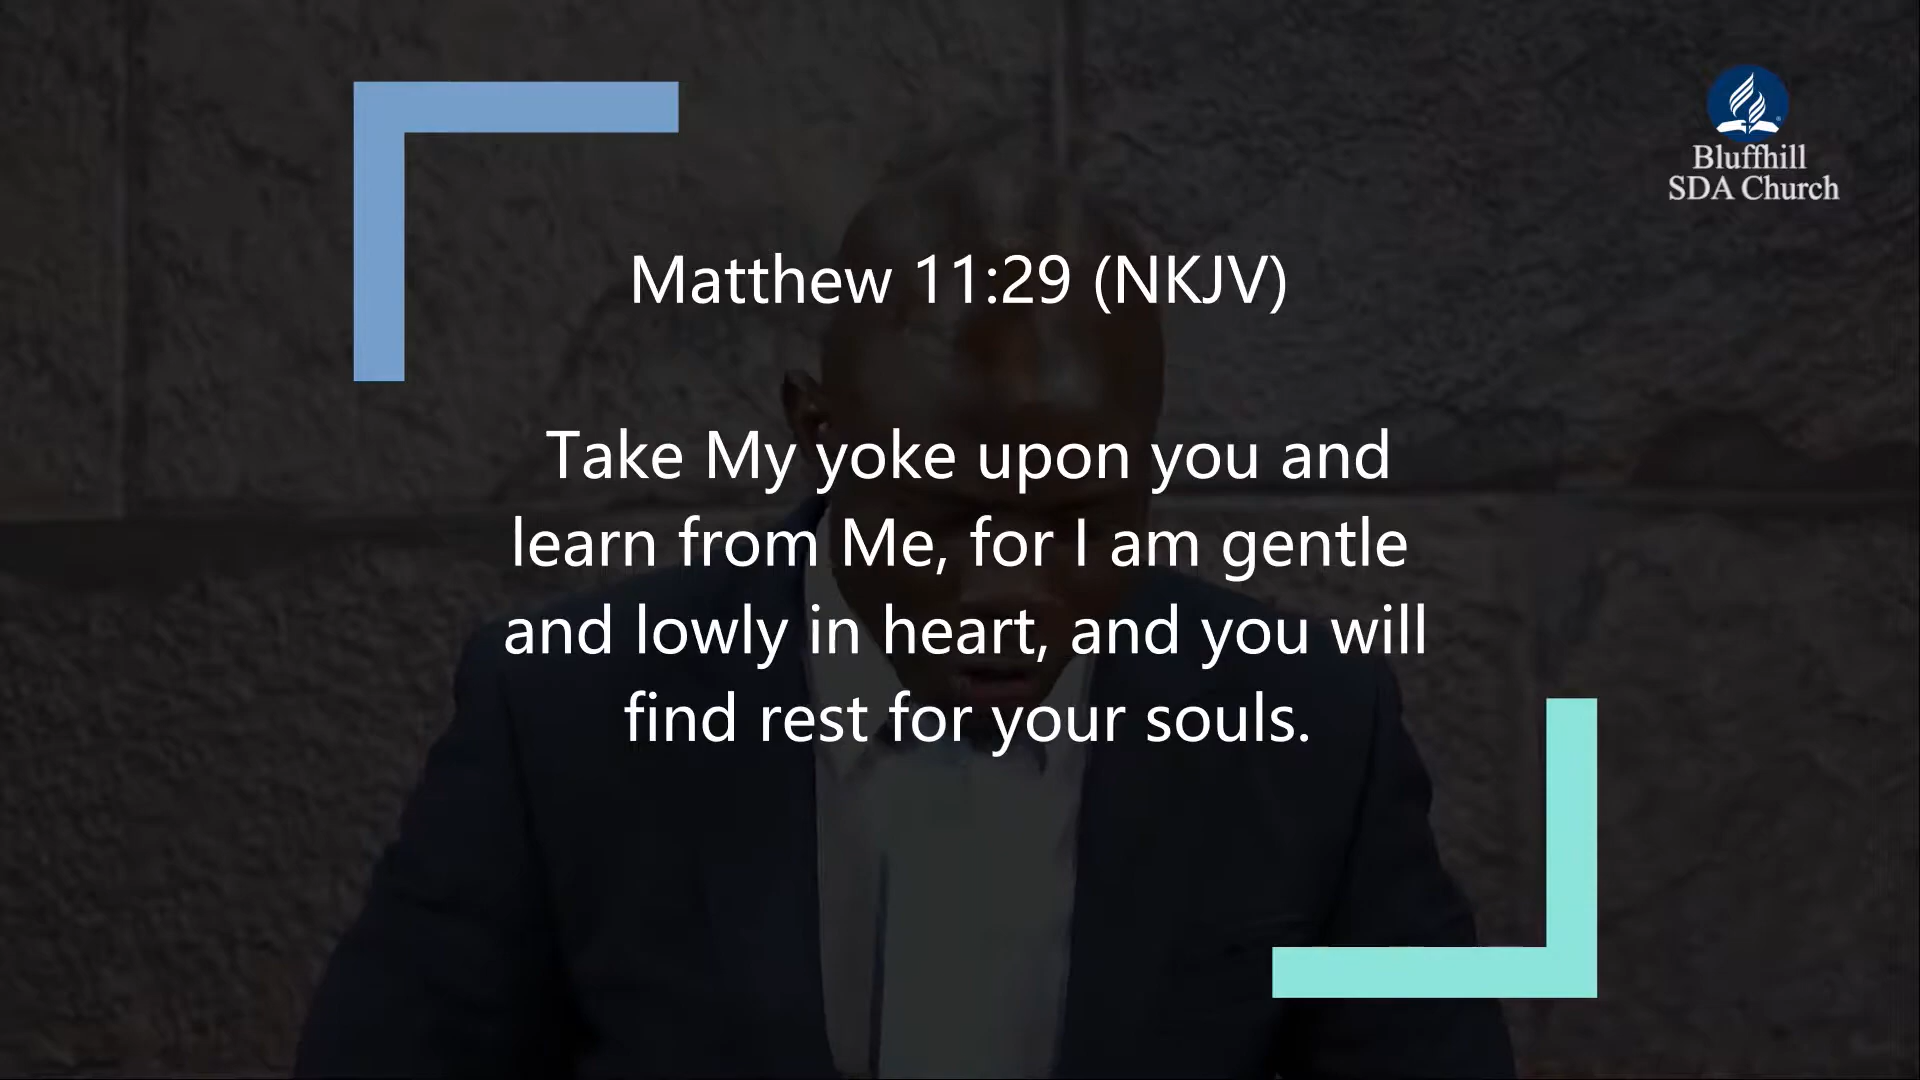 Bluffhill
SDA Church
Matthew 11:29 (NKJV)
Take My yoke upon you and
learn from Me, for I am gentle
and lowly in heart, and you will
find rest for your souls.